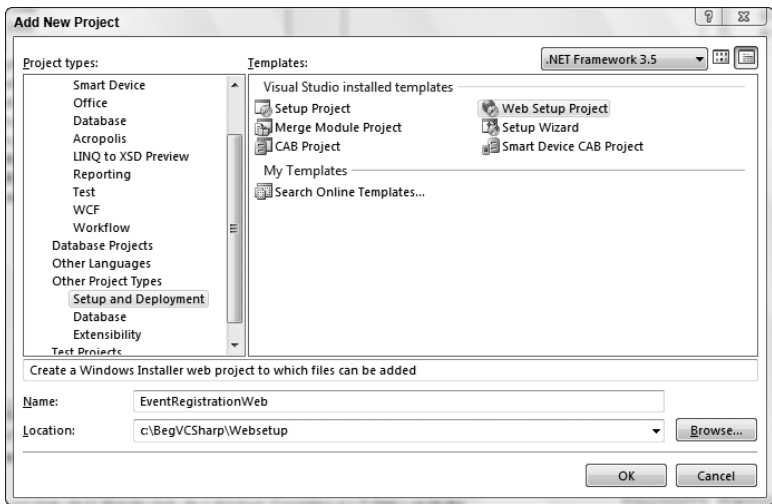 Add New Project
Project types:
Templates:
.NET Framework 3.5
Smart Device
Office
Database
Acropolis
LINQ to XSD Preview
Reporting
Test
WCF
Workflow
Database Projects
Other Languages
Other Project Types
Setup and Deployment
Database
Extensibility
Test Projects
Visual Studio installed templates
Setup Project
Merge Module Project
CAB Project
Web Setup Project
Setup Wizard
Smart Device CAB Project
My Templates
Search Online Templates...
Create a Windows Installer web project to which files can be added
Name:
EventRegistrationWeb
Location:
c:\BegVCSharp\Websetup
Browse...
OK
Cancel